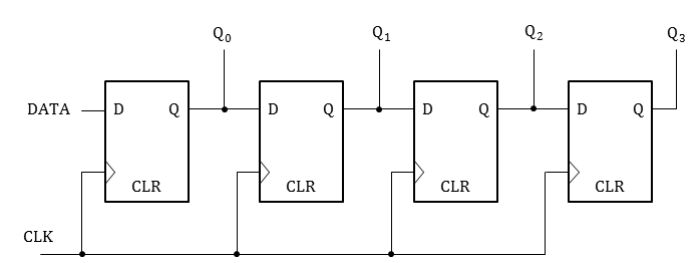 Q₀ Q₁ Q₂ Q₃
DATA D Q D Q D Q D Q
CLR CLR CLR CLR
CLK